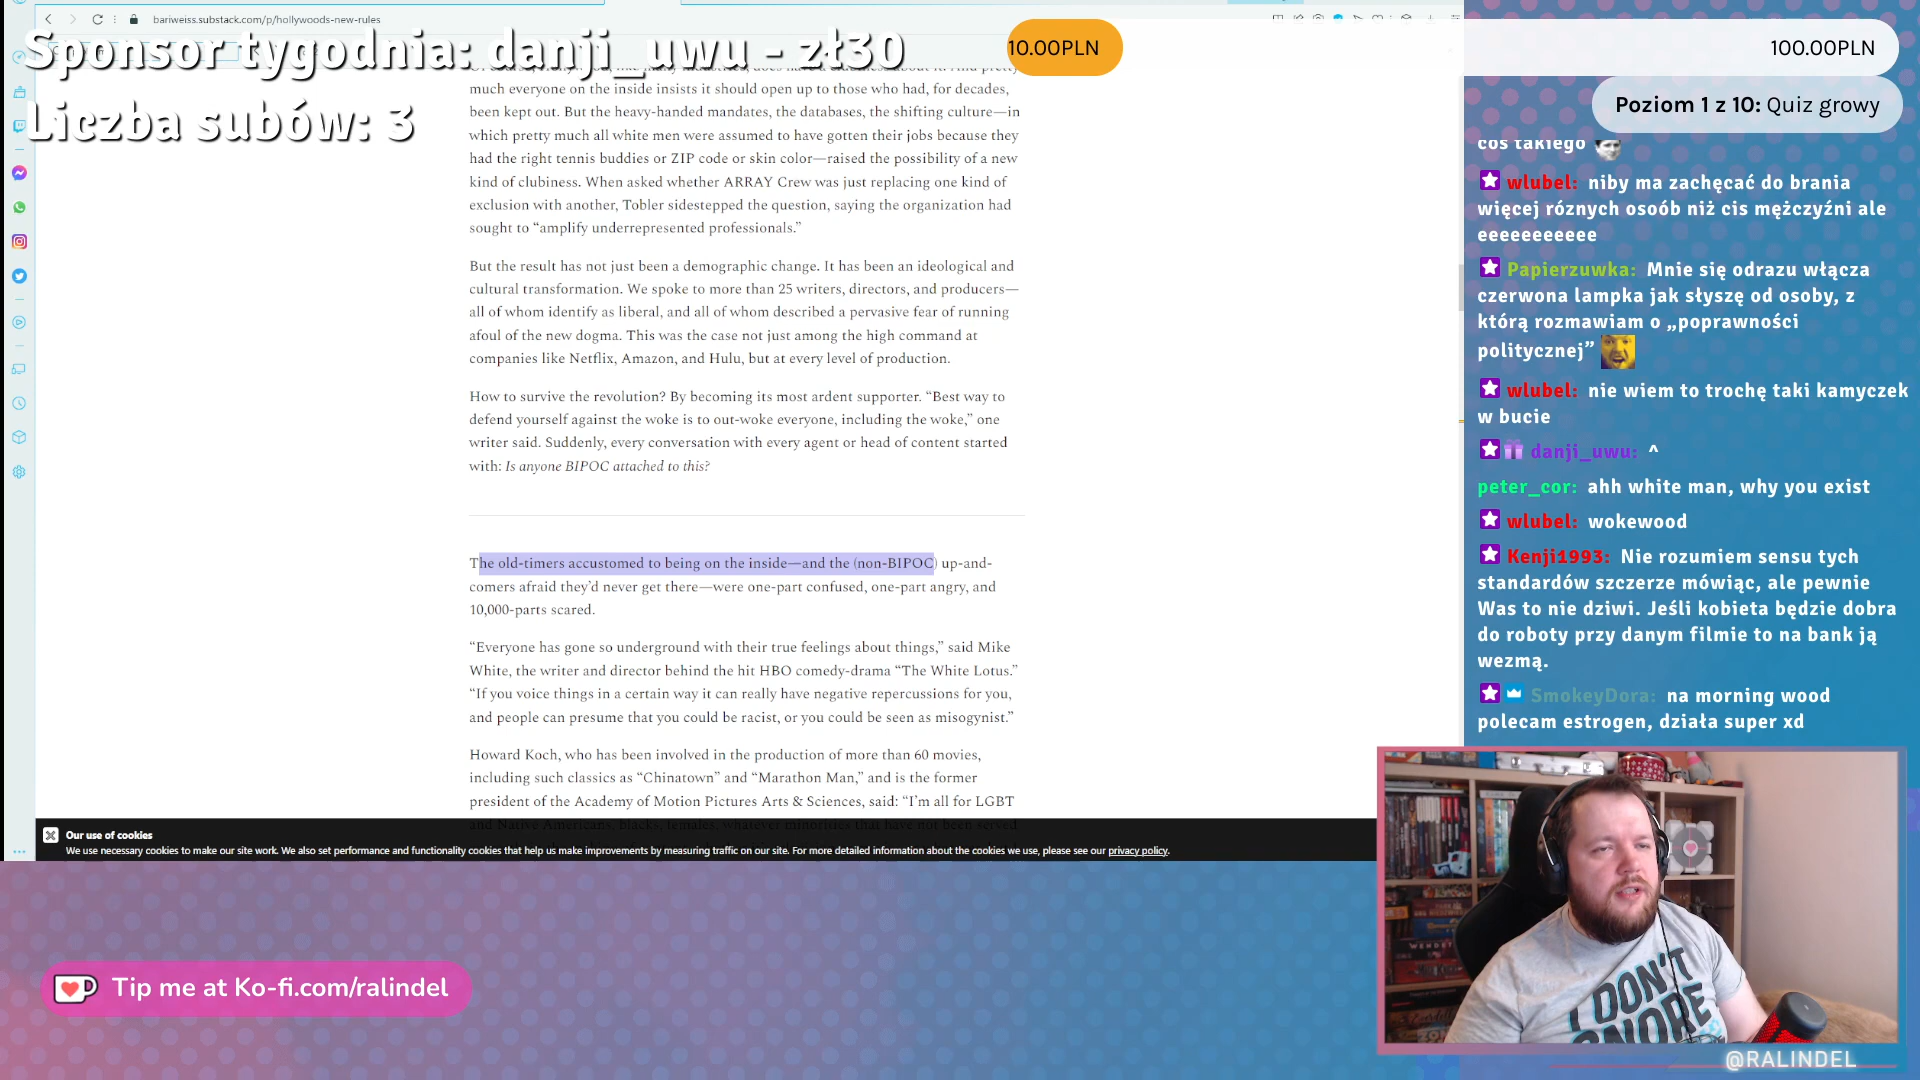 bariweiss.substack.com/p/hollywoods-new-rules
Sponsor tygodnia: danji_uwu - zł30
Liczba subów: 3
10.00PLN
100.00PLN
Poziom 1 z 10: Quiz growy
much everyone on the inside insists it should open up to those who had, for decades,
been kept out. But the heavy-handed mandates, the databases, the shifting culture—in
which pretty much all white men were assumed to have gotten their jobs because they
had the right tennis buddies or ZIP code or skin color—raised the possibility of a new
kind of clubiness. When asked whether ARRAY Crew was just replacing one kind of
exclusion with another, Tobler sidestepped the question, saying the organization had
sought to “amplify underrepresented professionals.”
But the result has not just been a demographic change. It has been an ideological and
cultural transformation. We spoke to more than 25 writers, directors, and producers—
all of whom identify as liberal, and all of whom described a pervasive fear of running
afoul of the new dogma. This was the case not just among the high command at
companies like Netflix, Amazon, and Hulu, but at every level of production.
How to survive the revolution? By becoming its most ardent supporter. “Best way to
defend yourself against the woke is to out-woke everyone, including the woke,” one
writer said. Suddenly, every conversation with every agent or head of content started
with: Is anyone BIPOC attached to this?
The old-timers accustomed to being on the inside—and the (non-BIPOC) up-and-
comers afraid they’d never get there—were one-part confused, one-part angry, and
10,000-parts scared.
“Everyone has gone so underground with their true feelings about things,” said Mike
White, the writer and director behind the hit HBO comedy-drama “The White Lotus.”
“If you voice things in a certain way it can really have negative repercussions for you,
and people can presume that you could be racist, or you could be seen as misogynist.”
Howard Koch, who has been involved in the production of more than 60 movies,
including such classics as “Chinatown” and “Marathon Man,” and is the former
president of the Academy of Motion Pictures Arts & Sciences, said: “I’m all for LGBT
and Native Americans, blacks, females, whatever minorities that have not been served
Our use of cookies
We use necessary cookies to make our site work. We also set performance and functionality cookies that help us make improvements by measuring traffic on our site. For more detailed information about the cookies we use, please see our privacy policy.
coś takiego
wlubel: niby ma zachęcać do brania
więcej róznych osoób niż cis mężczyźni ale
eeeeeeeeeee
Papierzuwka: Mnie się odrazu włącza
czerwona lampka jak słyszę od osoby, z
którą rozmawiam o „poprawności
politycznej”
wlubel: nie wiem to trochę taki kamyczek
w bucie
danji_uwu: ^
peter_cor: ahh white man, why you exist
wlubel: wokewood
Kenji1993: Nie rozumiem sensu tych
standardów szczerze mówiąc, ale pewnie
Was to nie dziwi. Jeśli kobieta będzie dobra
do roboty przy danym filmie to na bank ją
wezmą.
SmokeyDora: na morning wood
polecam estrogen, działa super xd
I DON'T
SNORE
Tip me at Ko-fi.com/ralindel
@RALINDEL